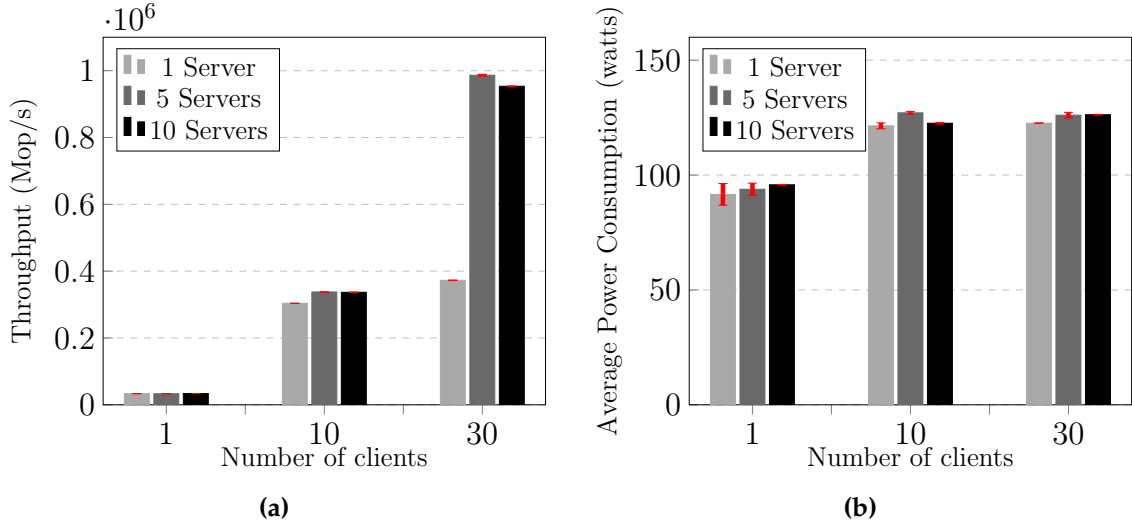 ·10⁶
1 Server
5 Servers
10 Servers
Throughput (Mop/s)
1
0.8
0.6
0.4
0.2
0
1
10
30
Number of clients
(a)
1 Server
5 Servers
10 Servers
Average Power Consumption (watts)
150
100
50
0
1
10
30
Number of clients
(b)